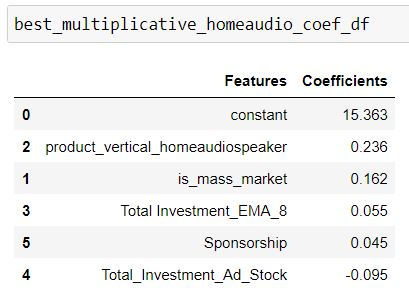 best_multiplicative_homeaudio_coef_df
Features Coefficients
0 constant 15.363
2 product_vertical_homeaudiospeaker 0.236
1 is_mass_market 0.162
3 Total Investment_EMA_8 0.055
5 Sponsorship 0.045
4 Total_Investment_Ad_Stock -0.095